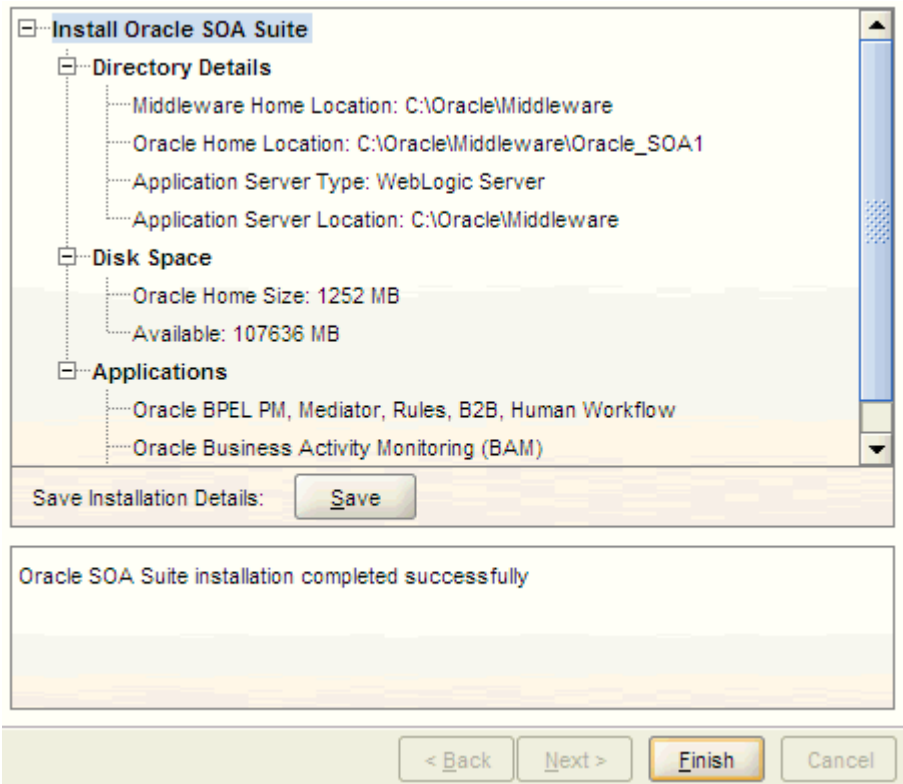 Install Oracle SOA Suite
Directory Details
Middleware Home Location: C:\Oracle\Middleware
Oracle Home Location: C:\Oracle\Middleware\Oracle_SOA1
Application Server Type: WebLogic Server
Application Server Location: C:\Oracle\Middleware
Disk Space
Oracle Home Size: 1252 MB
Available: 107636 MB
Applications
Oracle BPEL PM, Mediator, Rules, B2B, Human Workflow
Oracle Business Activity Monitoring (BAM)
Save Installation Details: Save
Oracle SOA Suite installation completed successfully
< Back Next > Finish Cancel